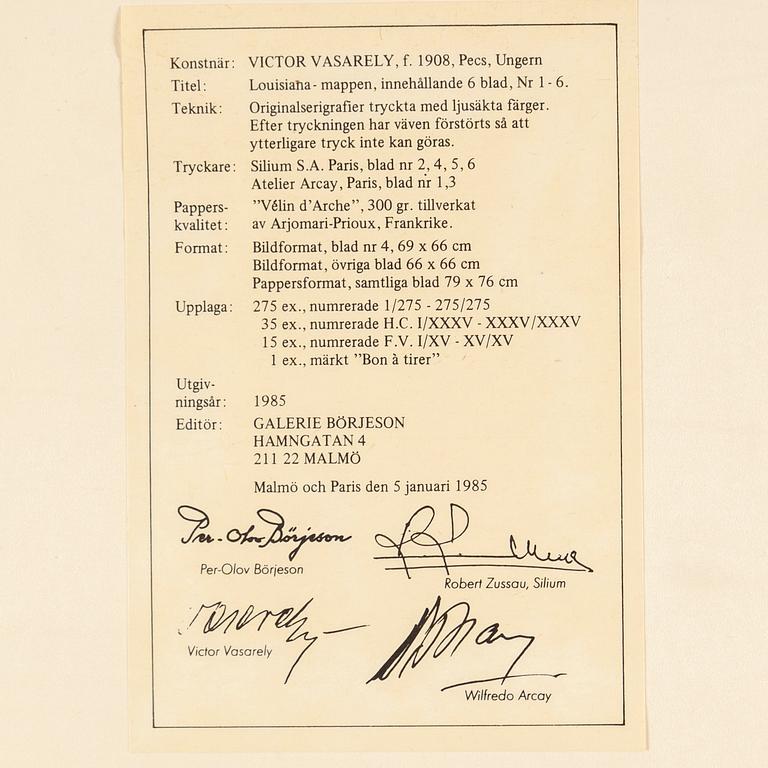 Konstnär: VICTOR VASARELY, f. 1908, Pecs, Ungern
Titel: Louisiana - mappen, innehållande 6 blad, Nr 1 - 6.
Teknik: Originalserigrafier tryckta med ljusäkta färger.
Efter tryckningen har väven förstörts så att
ytterligare tryck inte kan göras.
Tryckare: Silium S.A. Paris, blad nr 2, 4, 5, 6
Atelier Arcay, Paris, blad nr 1,3
Pappers- ”Vélin d'Arche”, 300 gr. tillverkat
kvalitet: av Arjomari-Prioux, Frankrike.
Format: Bildformat, blad nr 4, 69 x 66 cm
Bildformat, övriga blad 66 x 66 cm
Pappersformat, samtliga blad 79 x 76 cm
Upplaga: 275 ex., numrerade 1/275 - 275/275
35 ex., numrerade H.C. I/XXXV - XXXV/XXXV
15 ex., numrerade F.V. I/XV - XV/XV
1 ex., märkt ”Bon à tirer”
Utgiv-
ningsår: 1985
Editör: GALERIE BÖRJESON
HAMNGATAN 4
211 22 MALMÖ
Malmö och Paris den 5 januari 1985
Per-Olov Börjeson
Per-Olov Börjeson
Robert Zussau, Silium
Vasarely
Victor Vasarely
Wilfredo Arcay